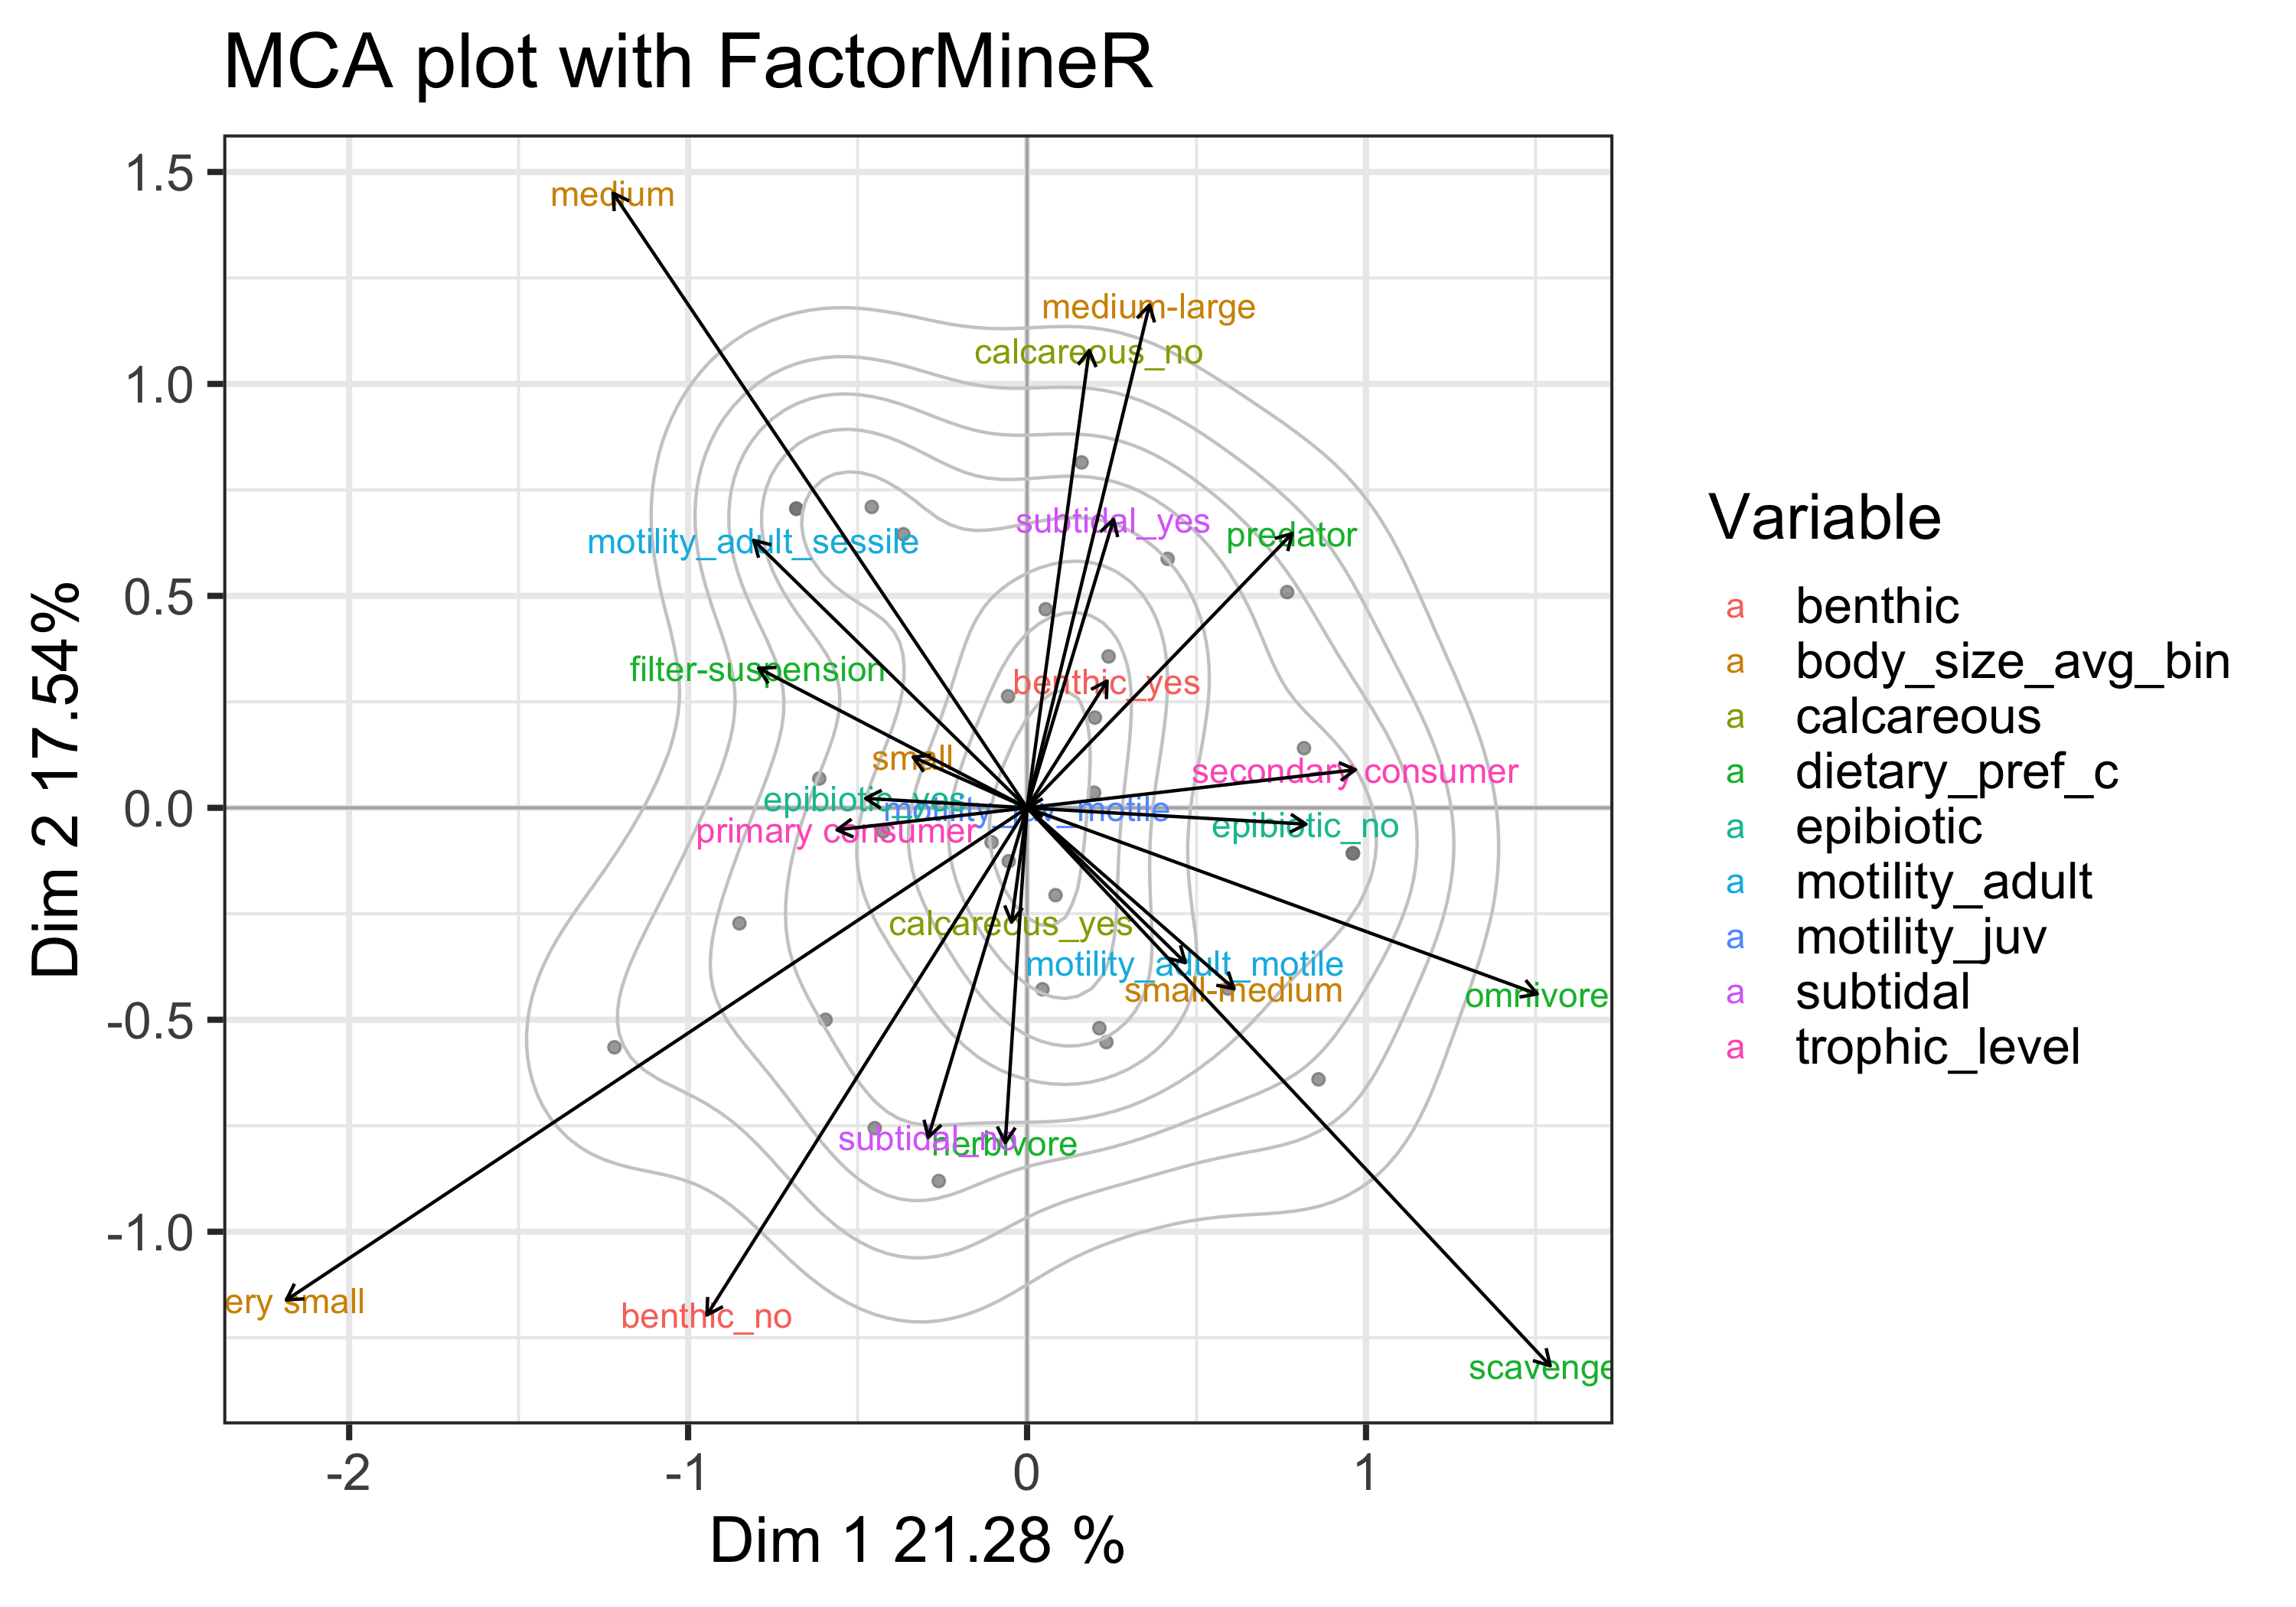 MCA plot with FactorMineR
1.5
medium
medium-large
calcareous_no
1.0
subtidal_yes
predator
motility_adult_sessile
0.5
filter-suspension
benthic_yes
small
secondary consumer
epibiotic_yes
0.0
motility_juv_motile
epibiotic_no
primary consumer
calcareous_yes
motility_adult_motile
small-medium
omnivore
-0.5
subtidal_no
herbivore
-1.0
ery small
benthic_no
scavenge
-2 -1 0 1
Dim 1 21.28 %
Dim 2 17.54%
Variable
a benthic
a body_size_avg_bin
a calcareous
a dietary_pref_c
a epibiotic
a motility_adult
a motility_juv
a subtidal
a trophic_level